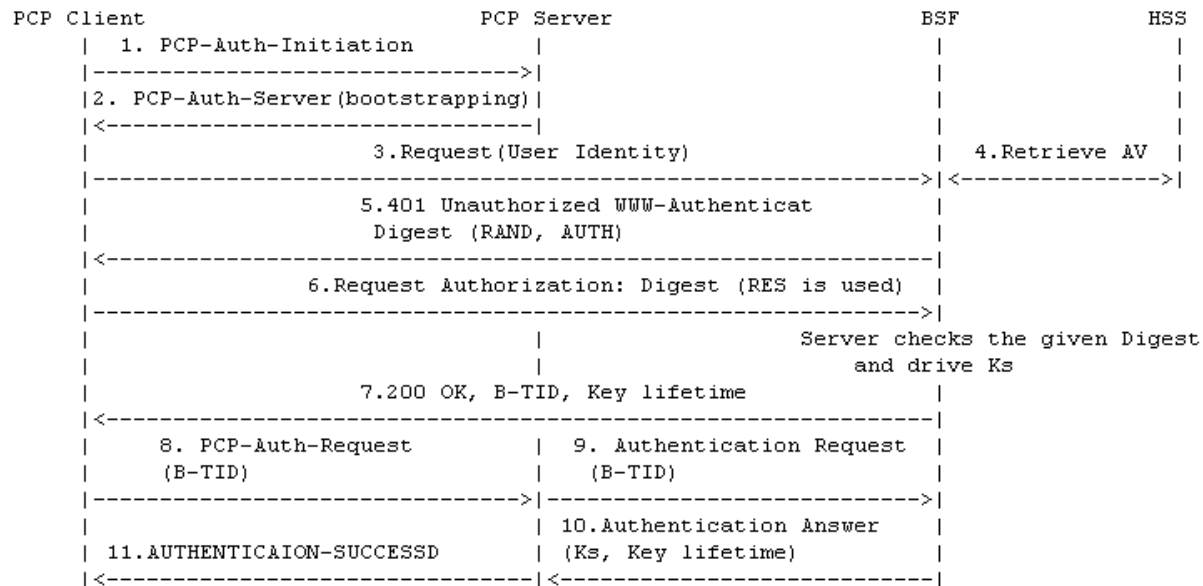 PCP Client PCP Server BSF HSS
1. PCP-Auth-Initiation
2. PCP-Auth-Server(bootstrapping)
3.Request(User Identity) 4.Retrieve AV
5.401 Unauthorized WWW-Authenticat
Digest (RAND, AUTH)
6.Request Authorization: Digest (RES is used)
Server checks the given Digest
and drive Ks
7.200 OK, B-TID, Key lifetime
8. PCP-Auth-Request 9. Authentication Request
(B-TID) (B-TID)
10.Authentication Answer
11.AUTHENTICAION-SUCCESSD (Ks, Key lifetime)